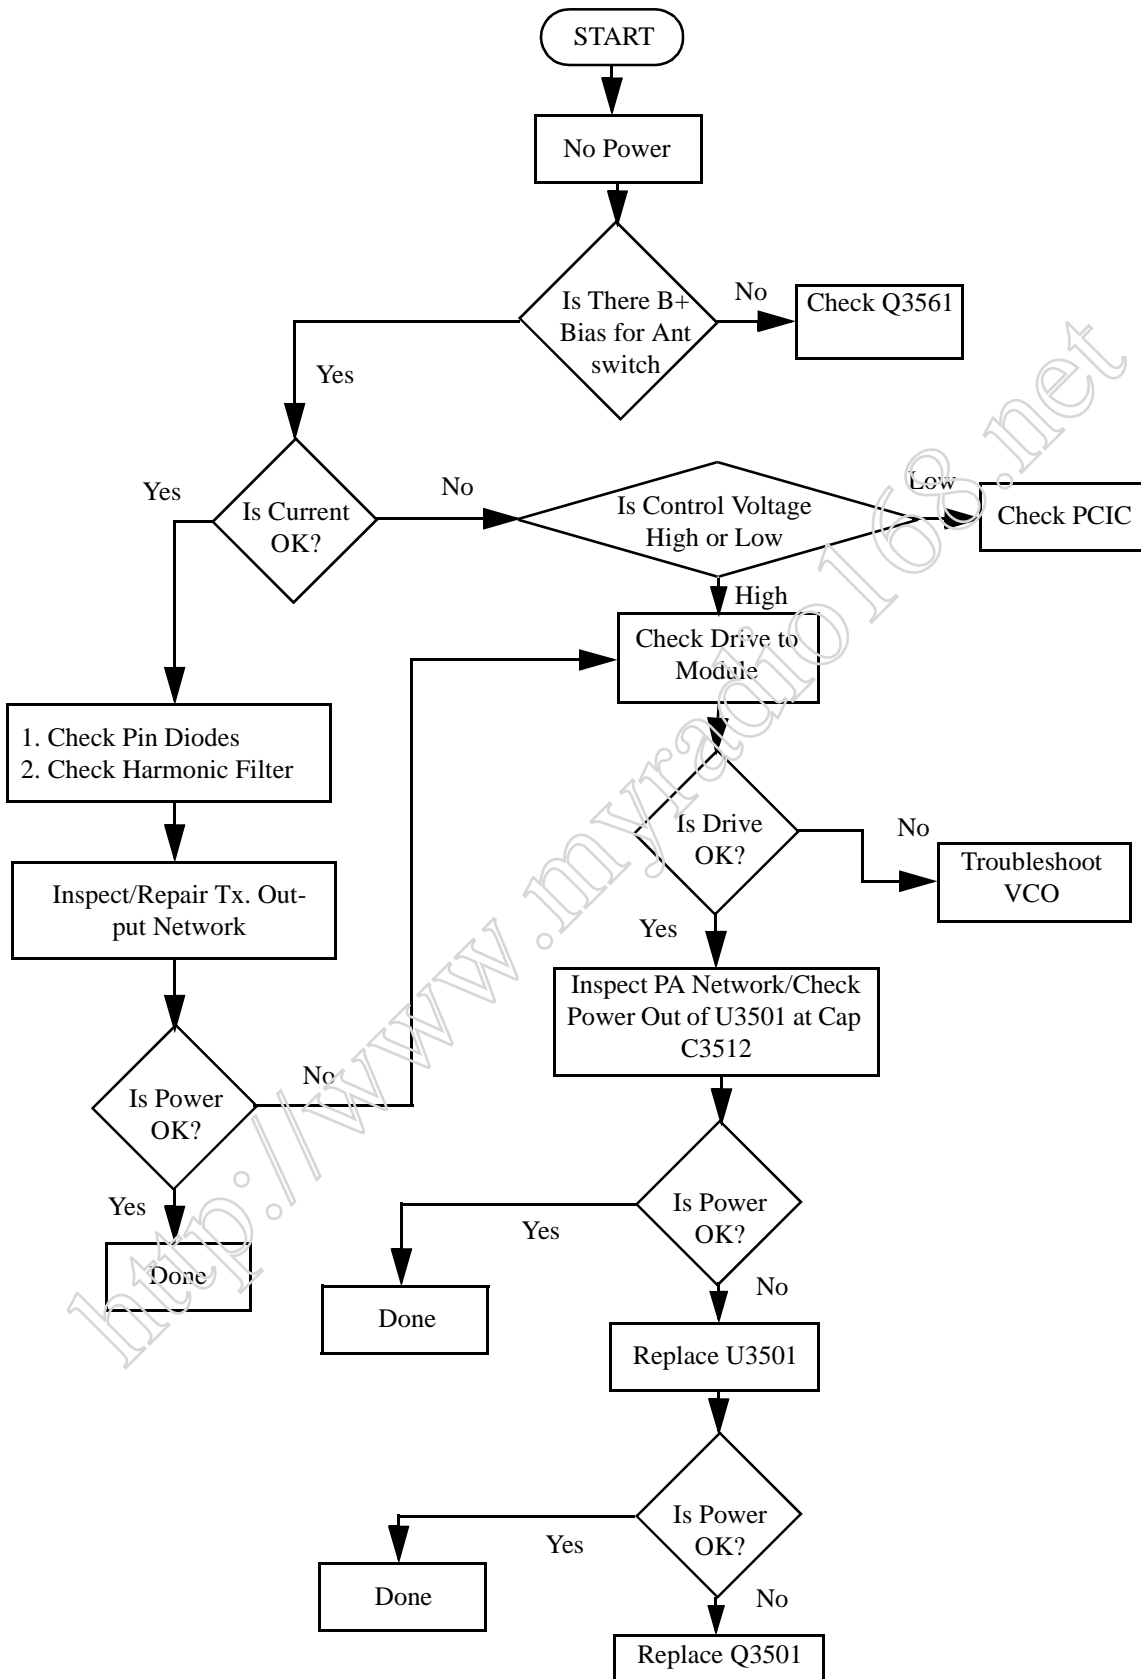 START
No Power
Is There B+
Bias for Ant
switch
No
Check Q3561
Yes
Is Current
OK?
Yes
No
Is Control Voltage
High or Low
Low
Check PCIC
High
Check Drive to
Module
1. Check Pin Diodes
2. Check Harmonic Filter
Is Drive
OK?
No
Troubleshoot
VCO
Inspect/Repair Tx. Out-
put Network
Yes
Inspect PA Network/Check
Power Out of U3501 at Cap
C3512
Is Power
OK?
No
Yes
Done
Is Power
OK?
Yes
Done
No
Replace U3501
Is Power
OK?
Yes
Done
No
Replace Q3501
http://www.myradio168.net